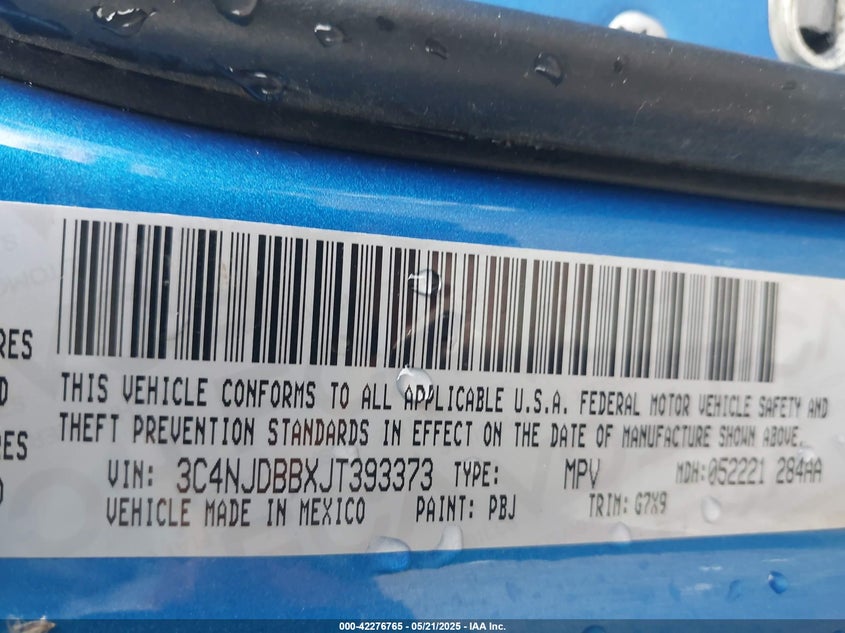 RES
THIS VEHICLE CONFORMS TO ALL APPLICABLE U.S.A. FEDERAL MOTOR VEHICLE SAFETY AND
D
THEFT PREVENTION STANDARDS IN EFFECT ON THE DATE OF MANUFACTURE SHOWN ABOVE.
RES
VIN: 3C4NJDBBXJT393373 TYPE: MPV MDH:052221 284AA
VEHICLE MADE IN MEXICO PAINT: PBJ TRIM: G7X9
000-42276765 - 05/21/2025 - IAA Inc.